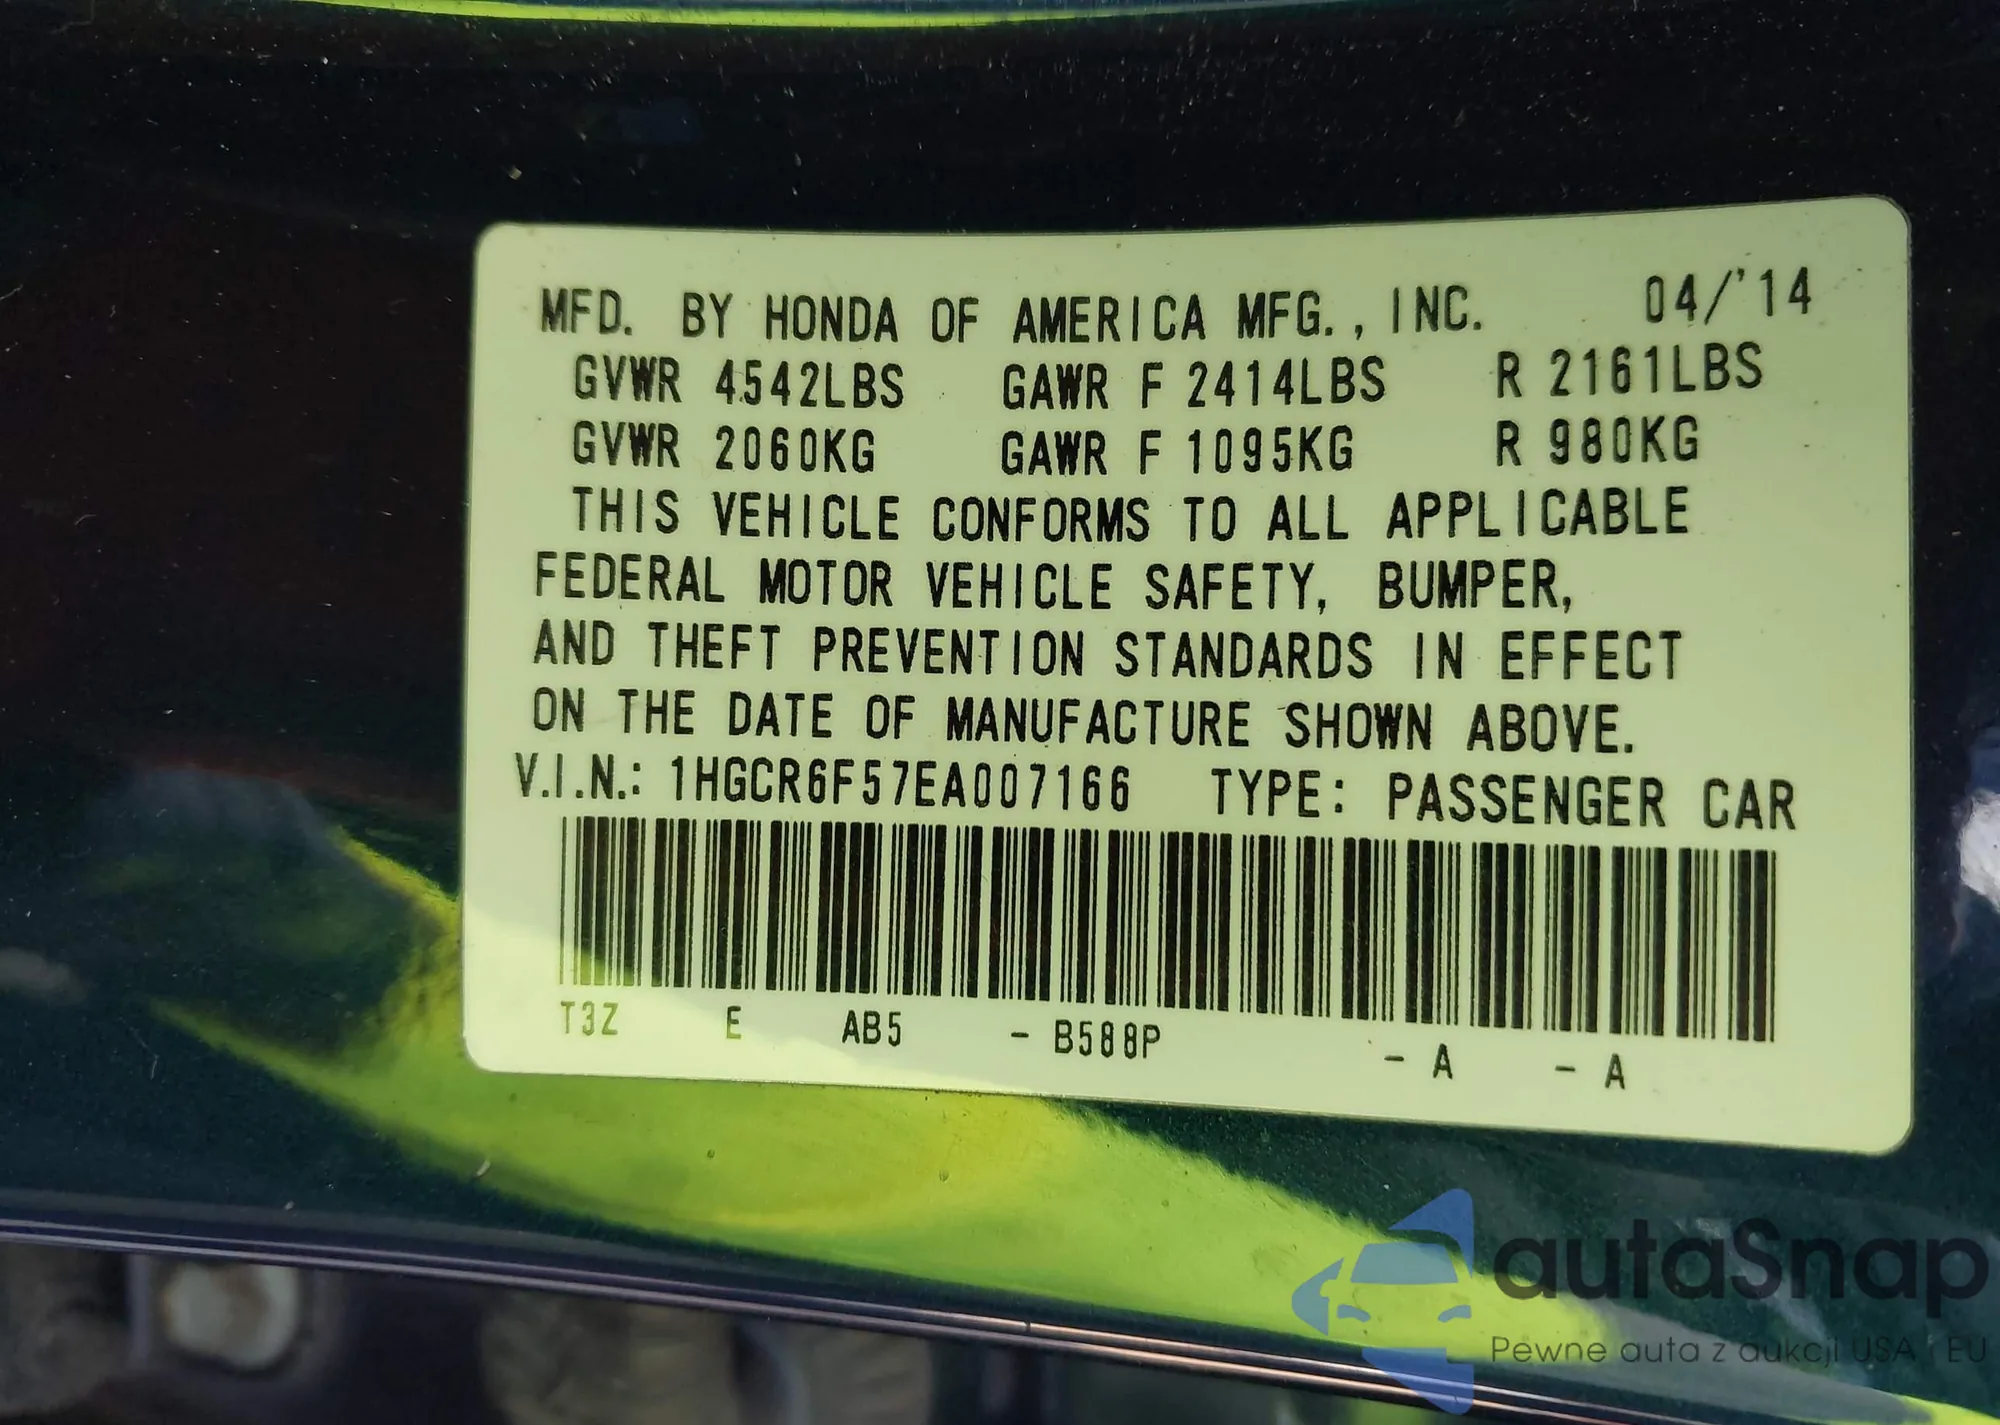 MFD. BY HONDA OF AMERICA MFG., INC. 04/'14
GVWR 4542LBS GAWR F 2414LBS R 2161LBS
GVWR 2060KG GAWR F 1095KG R 980KG
THIS VEHICLE CONFORMS TO ALL APPLICABLE
FEDERAL MOTOR VEHICLE SAFETY, BUMPER,
AND THEFT PREVENTION STANDARDS IN EFFECT
ON THE DATE OF MANUFACTURE SHOWN ABOVE.
V.I.N.: 1HGCR6F57EA007166 TYPE: PASSENGER CAR
T3Z E AB5 - B588P - A - A
autaSnap
Pewne auta z aukcji USA i EU